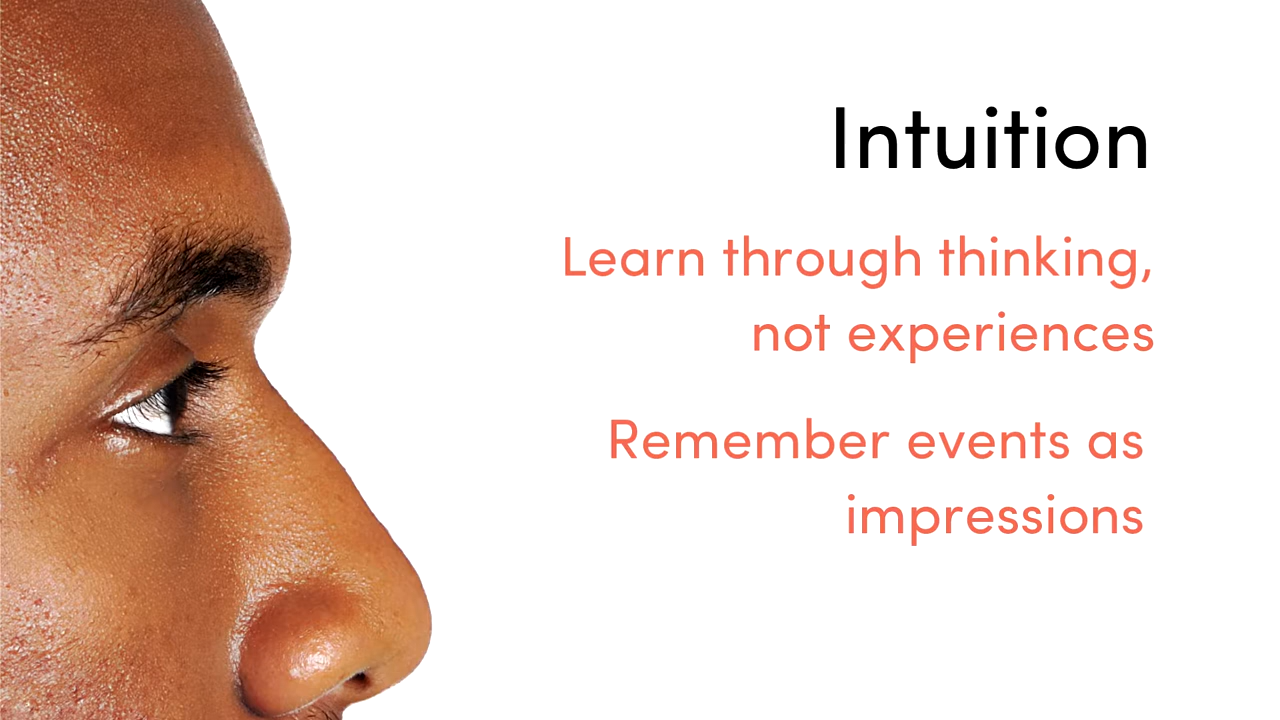 Intuition
Learn through thinking,
not experiences
Remember events as
impressions